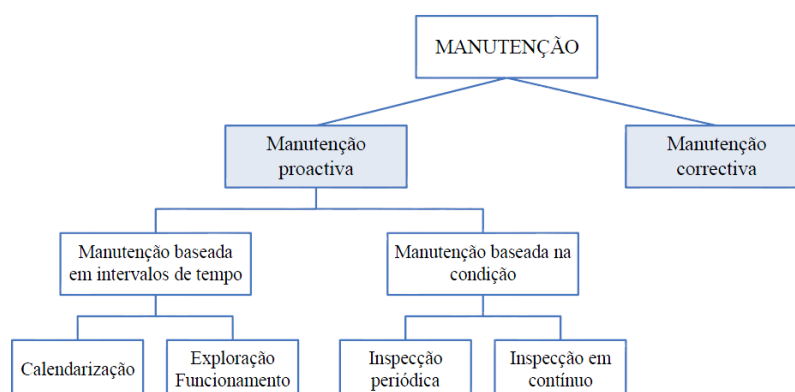 MANUTENÇÃO
Manutenção
proactiva
Manutenção
correctiva
Manutenção baseada
em intervalos de tempo
Manutenção baseada na
condição
Calendarização
Exploração
Funcionamento
Inspecção
periódica
Inspecção em
contínuo